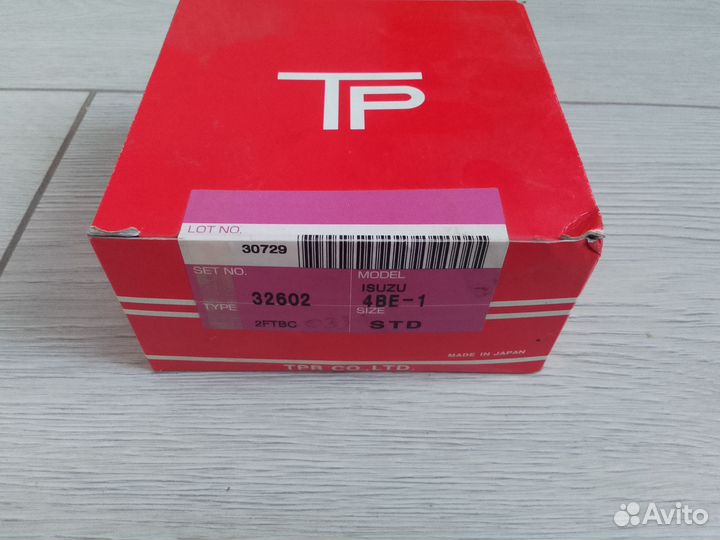 TP
LOT NO.
30729
SET NO.
32602
MODEL
ISUZU
4BE-1
TYPE
2FTBC
SIZE
STD
MADE IN JAPAN
TPR CO.,LTD.
Avito